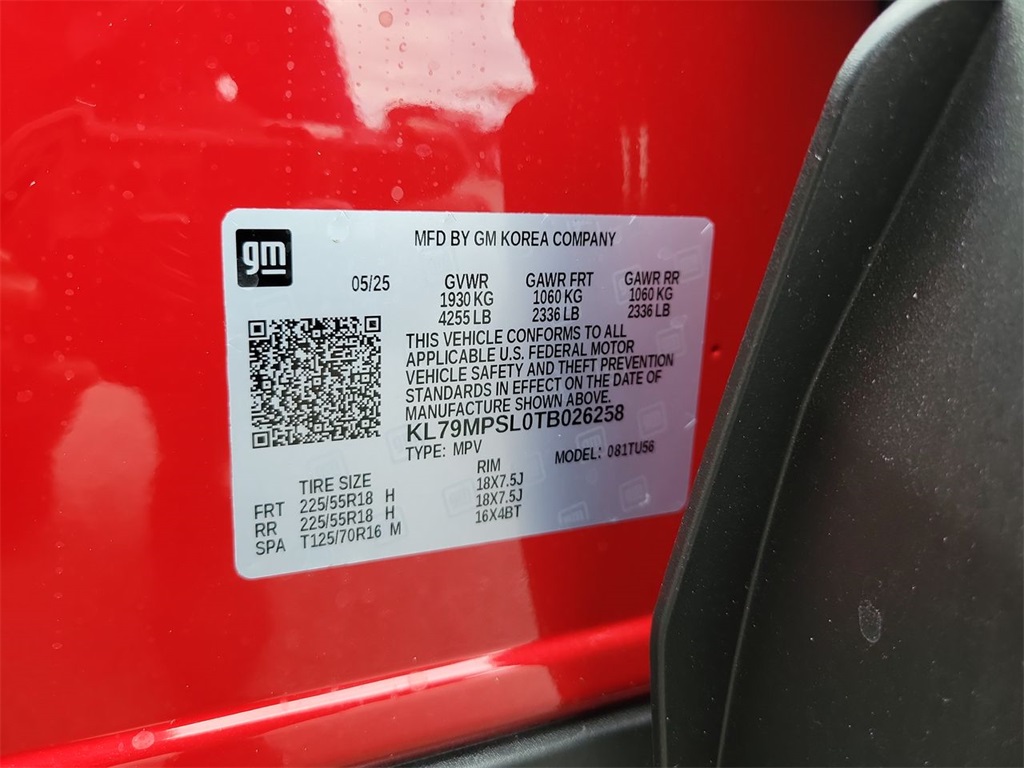 gm
MFD BY GM KOREA COMPANY
05/25 GVWR GAWR FRT GAWR RR
1930 KG 1060 KG 1060 KG
4255 LB 2336 LB 2336 LB
THIS VEHICLE CONFORMS TO ALL
APPLICABLE U.S. FEDERAL MOTOR
VEHICLE SAFETY AND THEFT PREVENTION
STANDARDS IN EFFECT ON THE DATE OF
MANUFACTURE SHOWN ABOVE.
KL79MPSL0TB026258
TYPE: MPV MODEL: 081TU56
TIRE SIZE RIM
FRT 225/55R18 H 18X7.5J
RR 225/55R18 H 18X7.5J
SPA T125/70R16 M 16X4BT